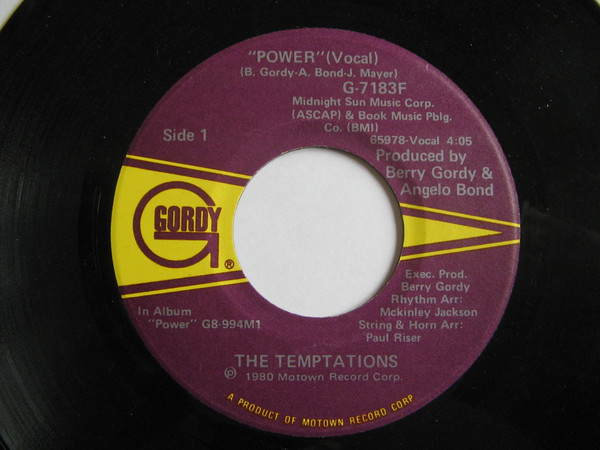 "POWER" (Vocal)
(B. Gordy-A. Bond-J. Mayer)
G-7183F
Midnight Sun Music Corp.
(ASCAP) & Book Music Pblg.
Co. (BMI)
Side 1
65978-Vocal 4:05
Produced by
Berry Gordy &
Angelo Bond
GORDY
®
Exec. Prod.
Berry Gordy
Rhythm Arr:
Mckinley Jackson
String & Horn Arr:
Paul Riser
In Album
"Power" G8-994M1
THE TEMPTATIONS
℗ 1980 Motown Record Corp.
A PRODUCT OF MOTOWN RECORD CORP